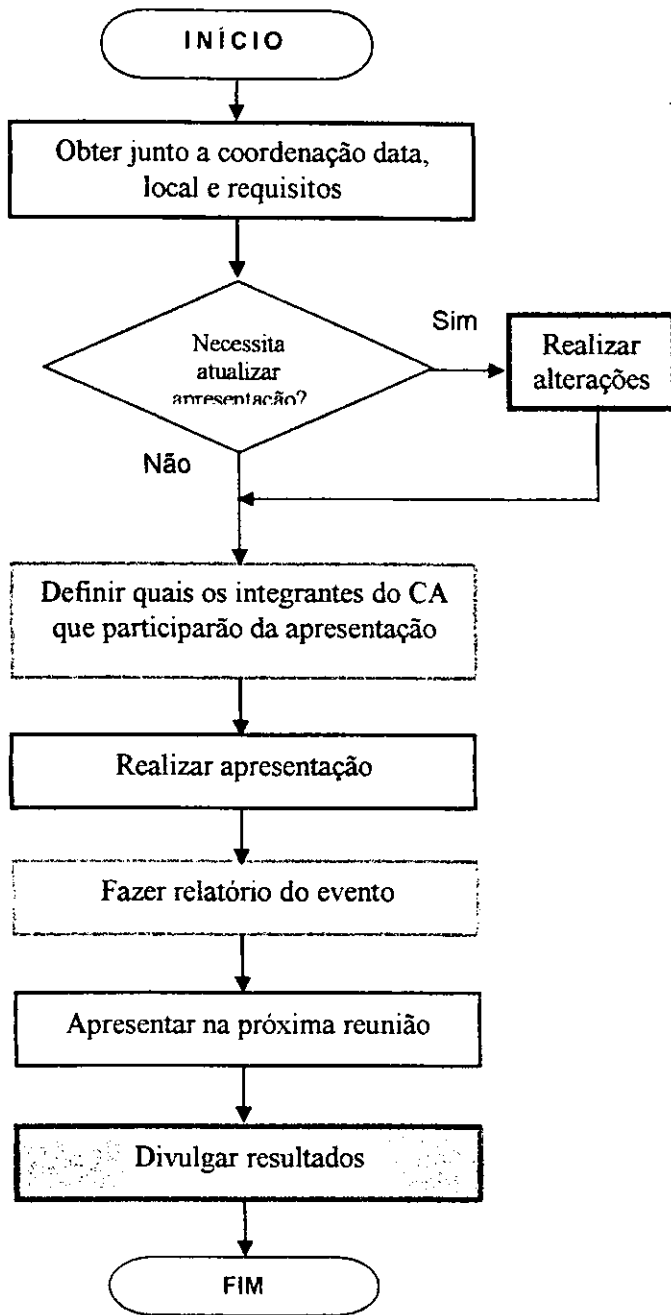 INÍCIO
Obter junto a coordenação data,
local e requisitos
Necessita
atualizar
apresentação?
Sim
Realizar
alterações
Não
Definir quais os integrantes do CA
que participarão da apresentação
Realizar apresentação
Fazer relatório do evento
Apresentar na próxima reunião
Divulgar resultados
FIM